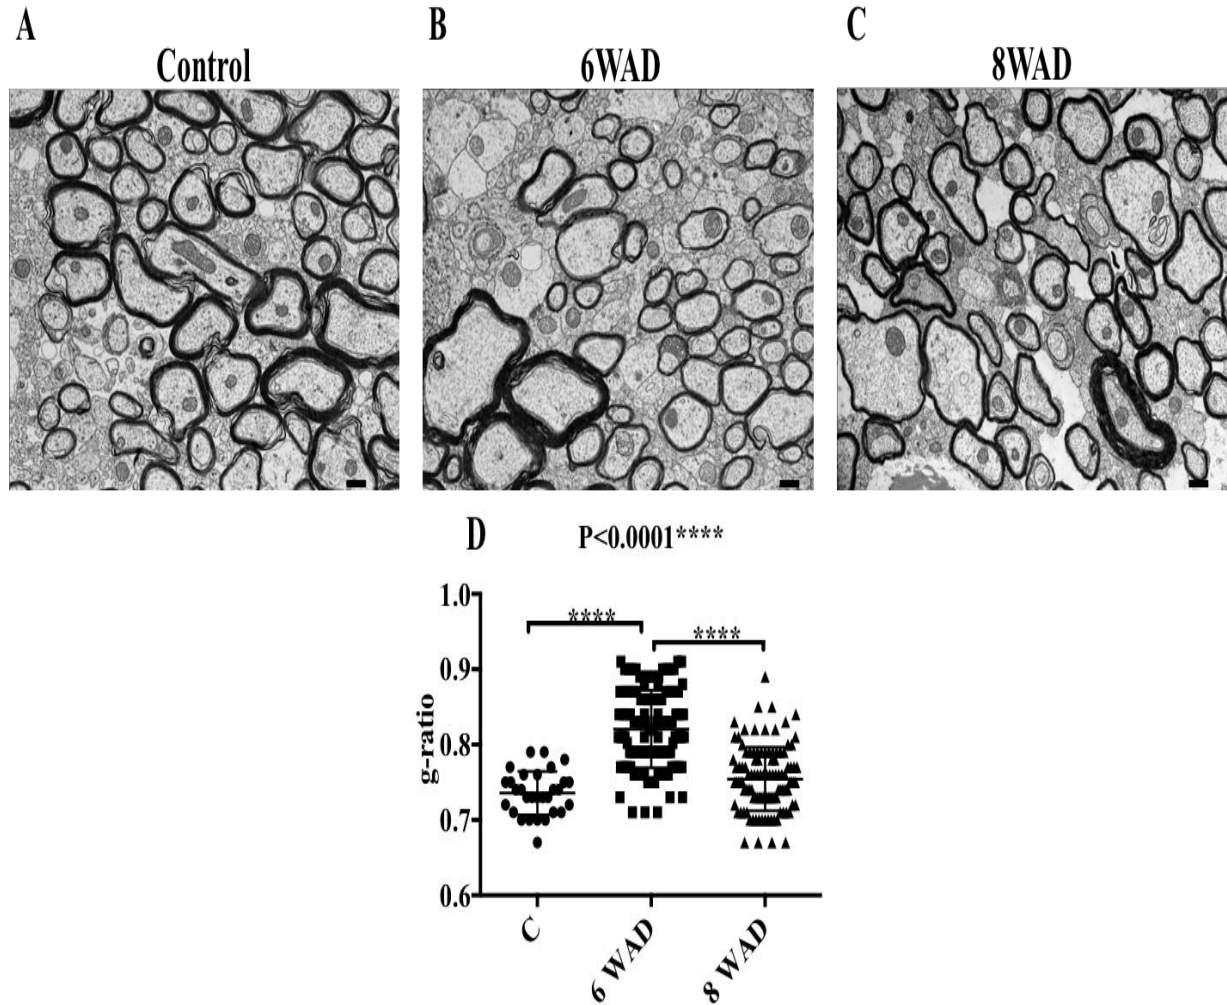 A
Control
B
6WAD
C
8WAD
D
P<0.0001****
****
****
g-ratio
1.0
0.9
0.8
0.7
0.6
C
6 WAD
8 WAD